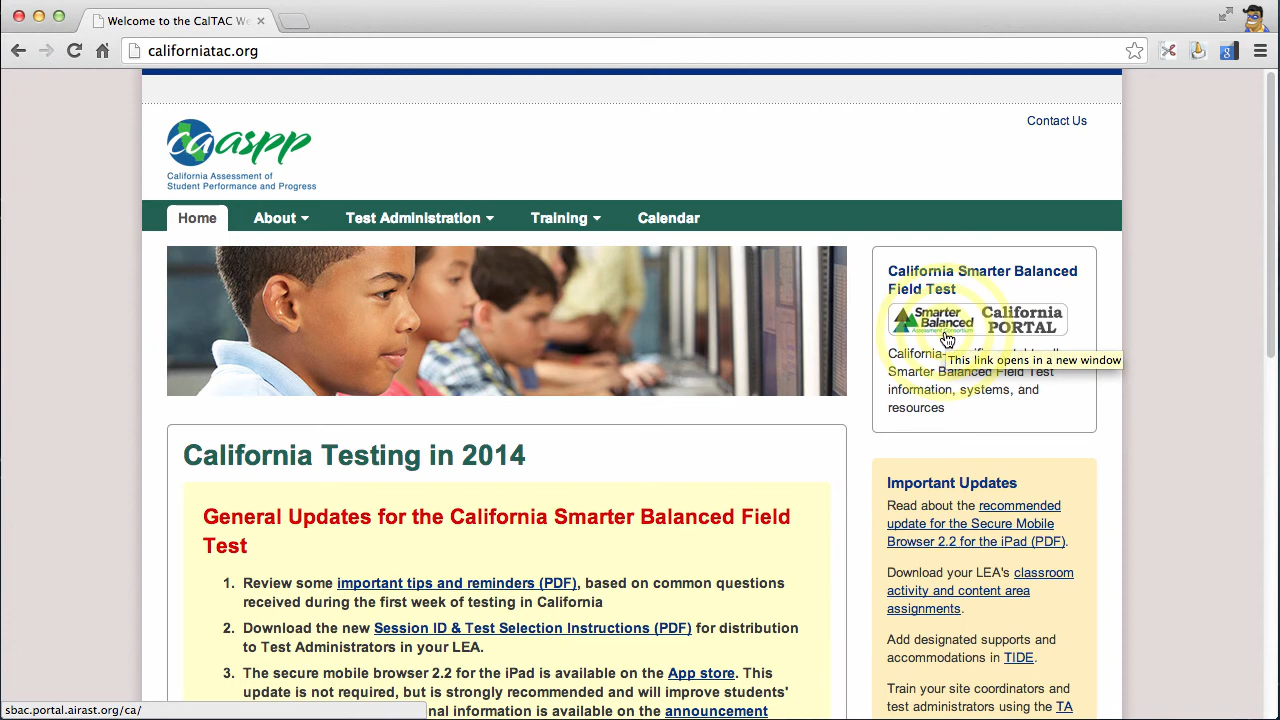 Welcome to the CalTAC We
californiatac.org
Contact Us
caaspp
California Assessment of
Student Performance and Progress
Home About Test Administration Training Calendar
California Smarter Balanced
Field Test
Smarter
Balanced
Assessment Consortium
California
PORTAL
California-
This link opens in a new window
Smarter Balanced Field Test
information, systems, and
resources
California Testing in 2014
General Updates for the California Smarter Balanced Field
Test
1. Review some important tips and reminders (PDF), based on common questions
received during the first week of testing in California
2. Download the new Session ID & Test Selection Instructions (PDF) for distribution
to Test Administrators in your LEA.
3. The secure mobile browser 2.2 for the iPad is available on the App store. This
update is not required, but is strongly recommended and will improve students'
nal information is available on the announcement
Important Updates
Read about the recommended
update for the Secure Mobile
Browser 2.2 for the iPad (PDF).
Download your LEA's classroom
activity and content area
assignments.
Add designated supports and
accommodations in TIDE.
Train your site coordinators and
test administrators using the TA
sbac.portal.airast.org/ca/